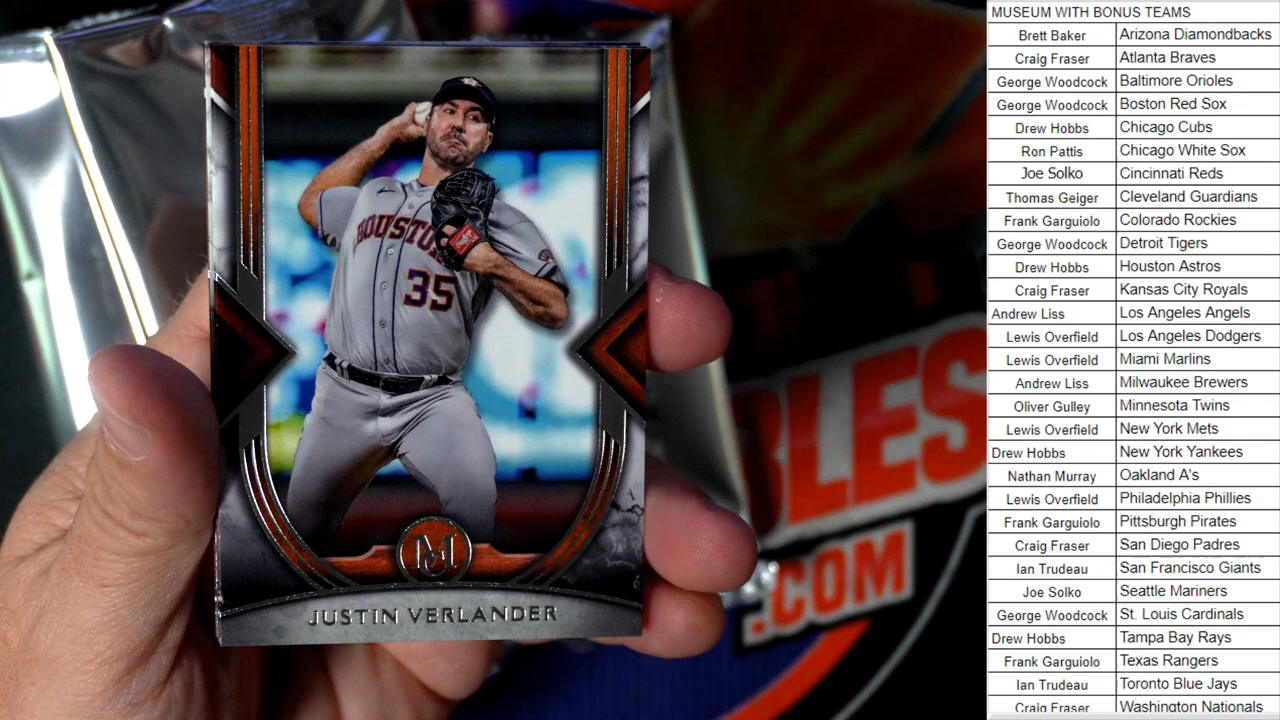 HOUSTON
35
M
JUSTIN VERLANDER
BLES
.COM
MUSEUM WITH BONUS TEAMS
Brett Baker Arizona Diamondbacks
Craig Fraser Atlanta Braves
George Woodcock Baltimore Orioles
George Woodcock Boston Red Sox
Drew Hobbs Chicago Cubs
Ron Pattis Chicago White Sox
Joe Solko Cincinnati Reds
Thomas Geiger Cleveland Guardians
Frank Garguiolo Colorado Rockies
George Woodcock Detroit Tigers
Drew Hobbs Houston Astros
Craig Fraser Kansas City Royals
Andrew Liss Los Angeles Angels
Lewis Overfield Los Angeles Dodgers
Lewis Overfield Miami Marlins
Andrew Liss Milwaukee Brewers
Oliver Gulley Minnesota Twins
Lewis Overfield New York Mets
Drew Hobbs New York Yankees
Nathan Murray Oakland A's
Lewis Overfield Philadelphia Phillies
Frank Garguiolo Pittsburgh Pirates
Craig Fraser San Diego Padres
Ian Trudeau San Francisco Giants
Joe Solko Seattle Mariners
George Woodcock St. Louis Cardinals
Drew Hobbs Tampa Bay Rays
Frank Garguiolo Texas Rangers
Ian Trudeau Toronto Blue Jays
Craig Fraser Washington Nationals